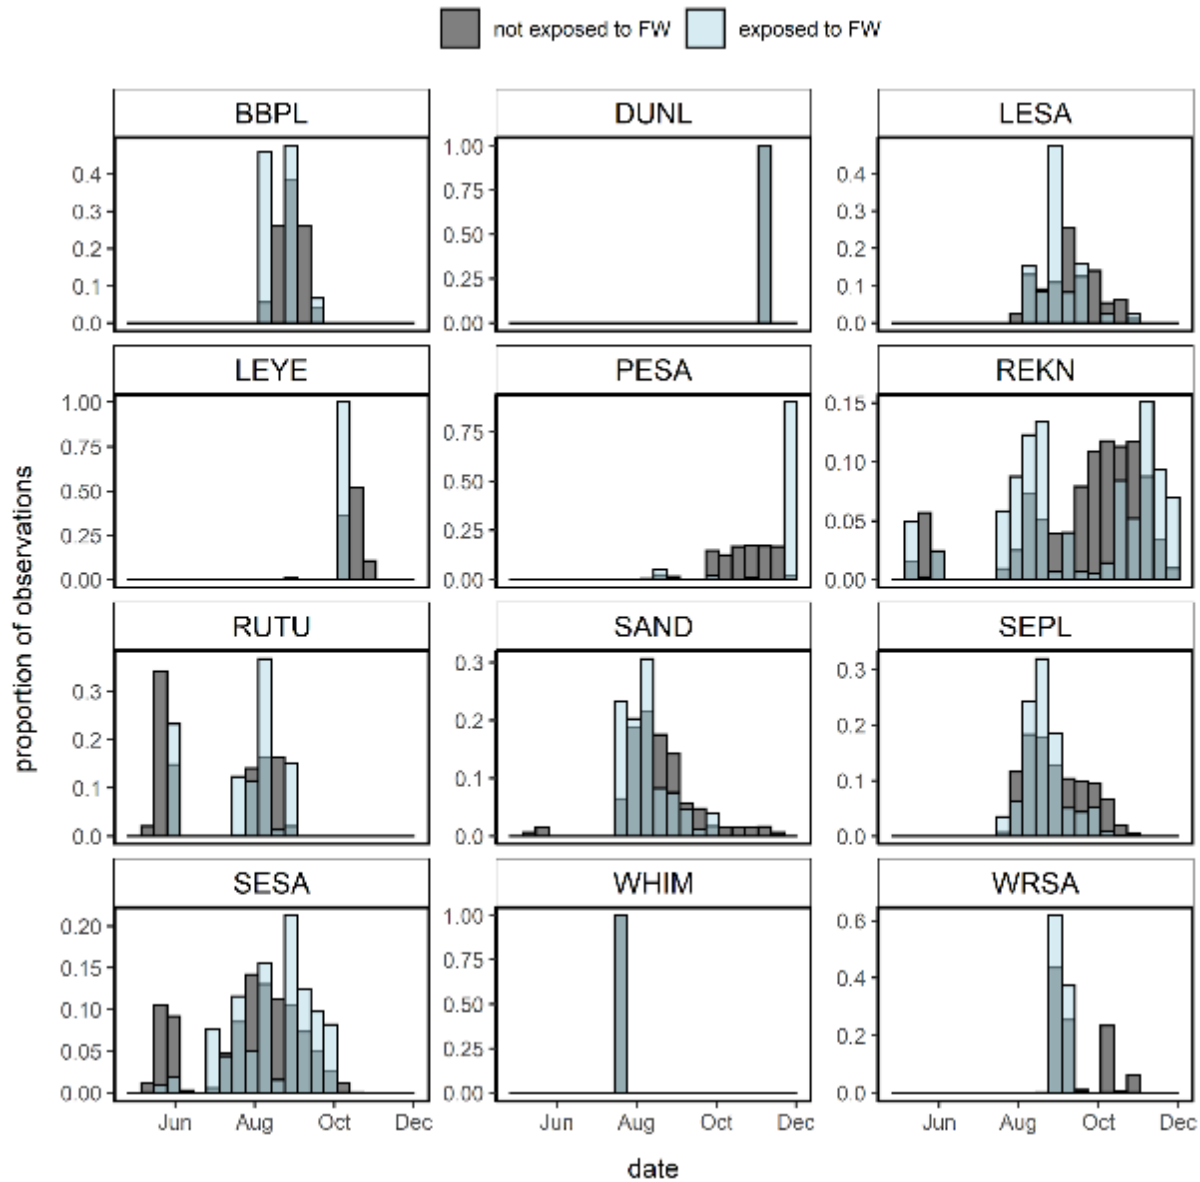 not exposed to FW exposed to FW
BBPL DUNL LESA
0.4 1.00 0.4
0.3 0.75 0.3
0.2 0.50 0.2
0.1 0.25 0.1
0.0 0.00 0.0
LEYE PESA REKN
1.00 0.75 0.15
0.75 0.50 0.10
0.50 0.25 0.05
0.25 0.00 0.00
0.00
proportion of observations
RUTU SAND SEPL
0.3 0.3 0.3
0.2 0.2 0.2
0.1 0.1 0.1
0.0 0.0 0.0
SESA WHIM WRSA
0.20 1.00 0.6
0.15 0.75 0.4
0.10 0.50 0.2
0.05 0.25 0.0
0.00 0.00
Jun Aug Oct Dec Jun Aug Oct Dec Jun Aug Oct Dec
date